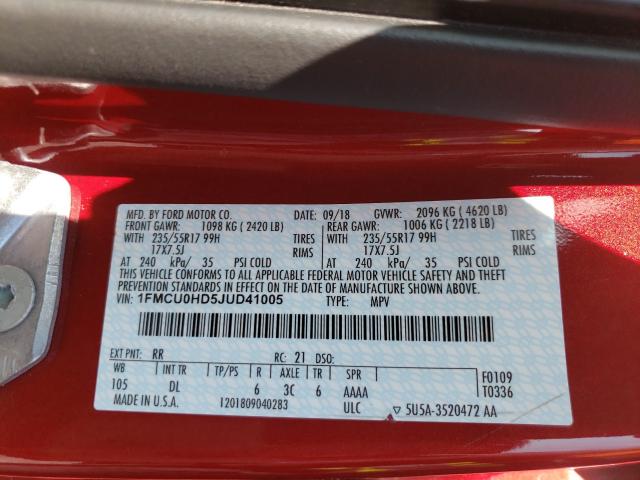 MFD. BY FORD MOTOR CO. 09/18 GVWR: 2096 KG ( 4620 LB)
FRONT GAWR: 1098 KG ( 2420 LB) REAR GAWR: 1006 KG ( 2218 LB)
WITH 235/55R17 99H TIRES WITH 235/55R17 99H TIRES
17X7.5J RIMS 17X7.5J RIMS
AT 240 kPa/ 35 PSI COLD AT 240 kPa/ 35 PSI COLD
THIS VEHICLE CONFORMS TO ALL APPLICABLE FEDERAL MOTOR VEHICLE SAFETY AND THEFT
PREVENTION STANDARDS IN EFFECT ON THE DATE OF MANUFACTURE SHOWN ABOVE.
VIN: 1FMCU0HD5JUD41005 TYPE: MPV
EXT PNT: RR RC: 21 DSO:
WB INT TR TP/PS R AXLE TR SPR F0109
105 DL 6 3C 6 AAAA T0336
MADE IN U.S.A. 1201809040283 ULC ▽ 5U5A-3520472 AA